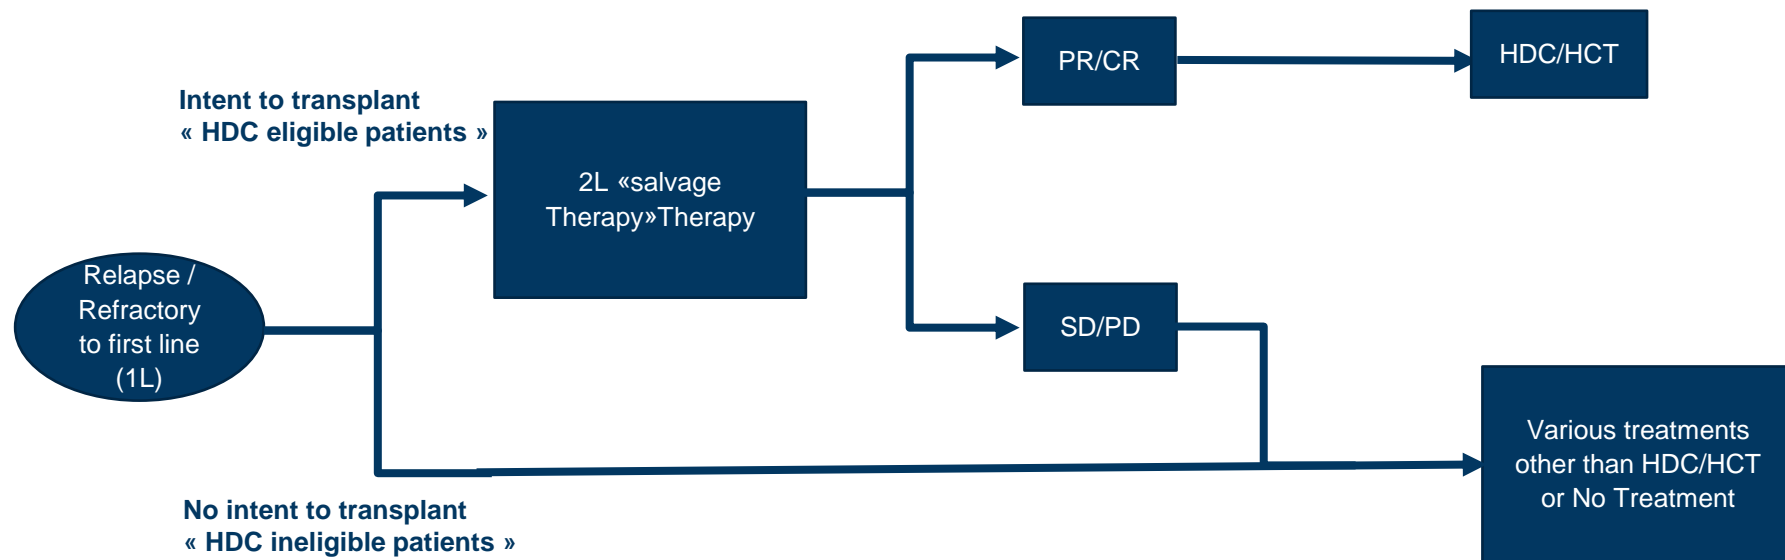 Intent to transplant
« HDC eligible patients »
PR/CR
HDC/HCT
2L «salvage
Therapy»Therapy
Relapse /
Refractory
to first line
(1L)
SD/PD
Various treatments
other than HDC/HCT
or No Treatment
No intent to transplant
« HDC ineligible patients »